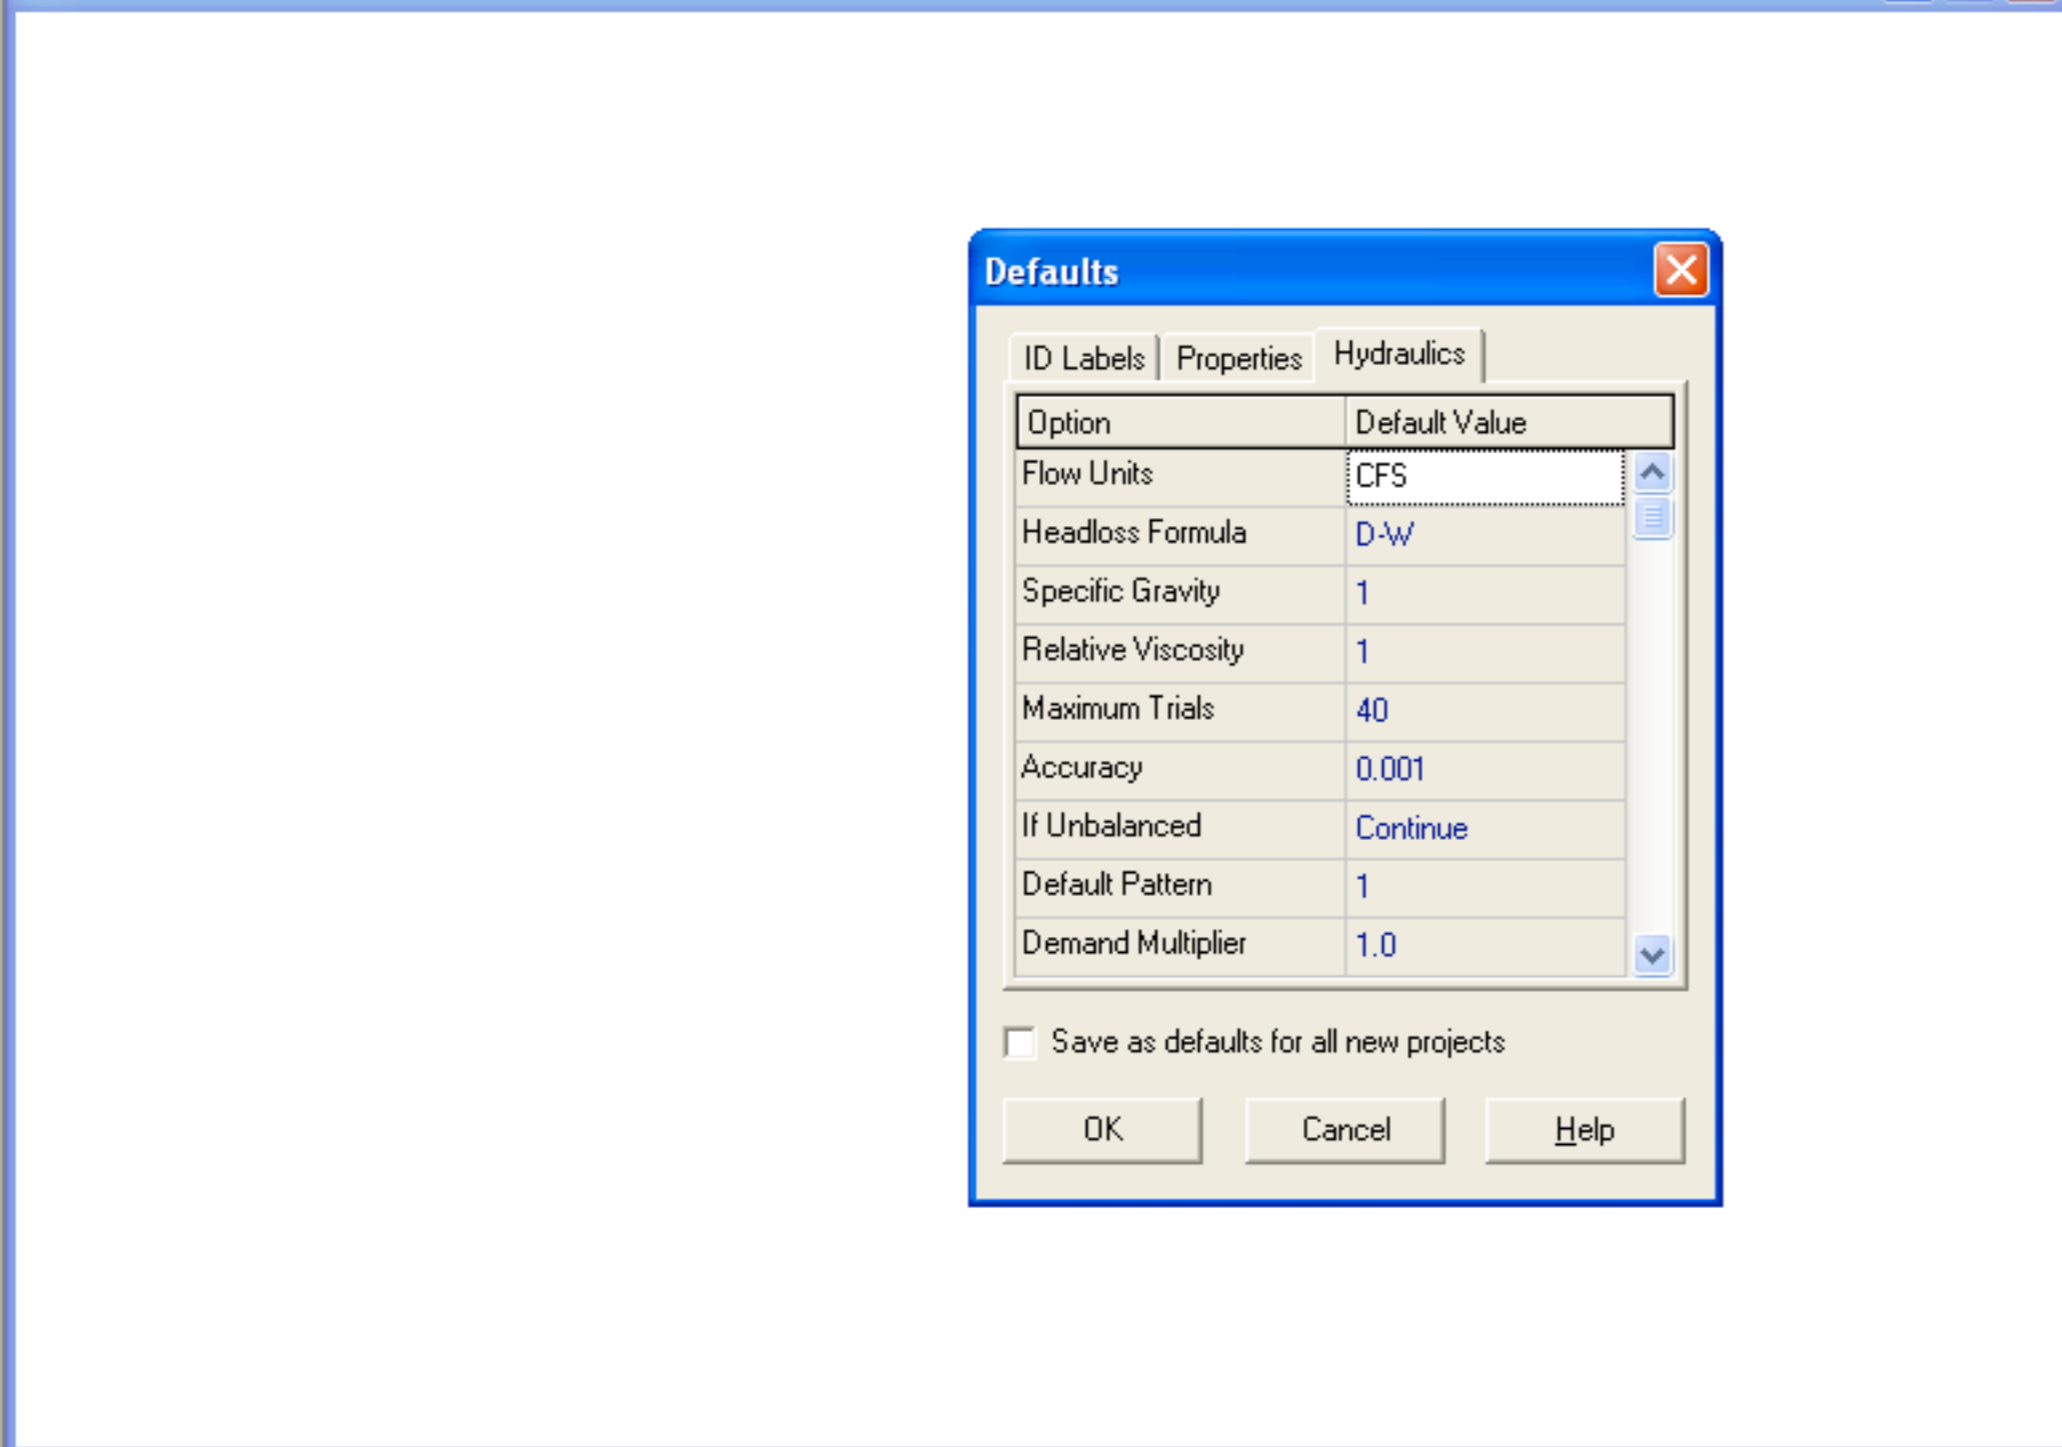 Defaults
ID Labels Properties Hydraulics
Option Default Value
Flow Units CFS
Headloss Formula D-W
Specific Gravity 1
Relative Viscosity 1
Maximum Trials 40
Accuracy 0.001
If Unbalanced Continue
Default Pattern 1
Demand Multiplier 1.0
Save as defaults for all new projects
OK Cancel Help